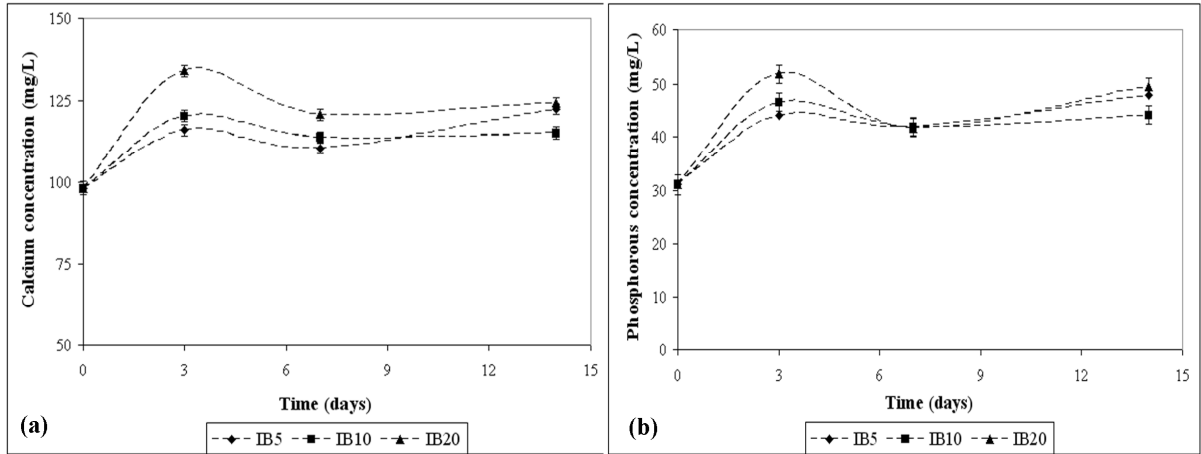 150
125
100
75
50
Calcium concentration (mg/L)
0 3 6 9 12 15
Time (days)
(a)
IB5 IB10 IB20
60
50
40
30
20
10
0
Phosphorous concentration (mg/L)
0 3 6 9 12 15
Time (days)
(b)
IB5 IB10 IB20